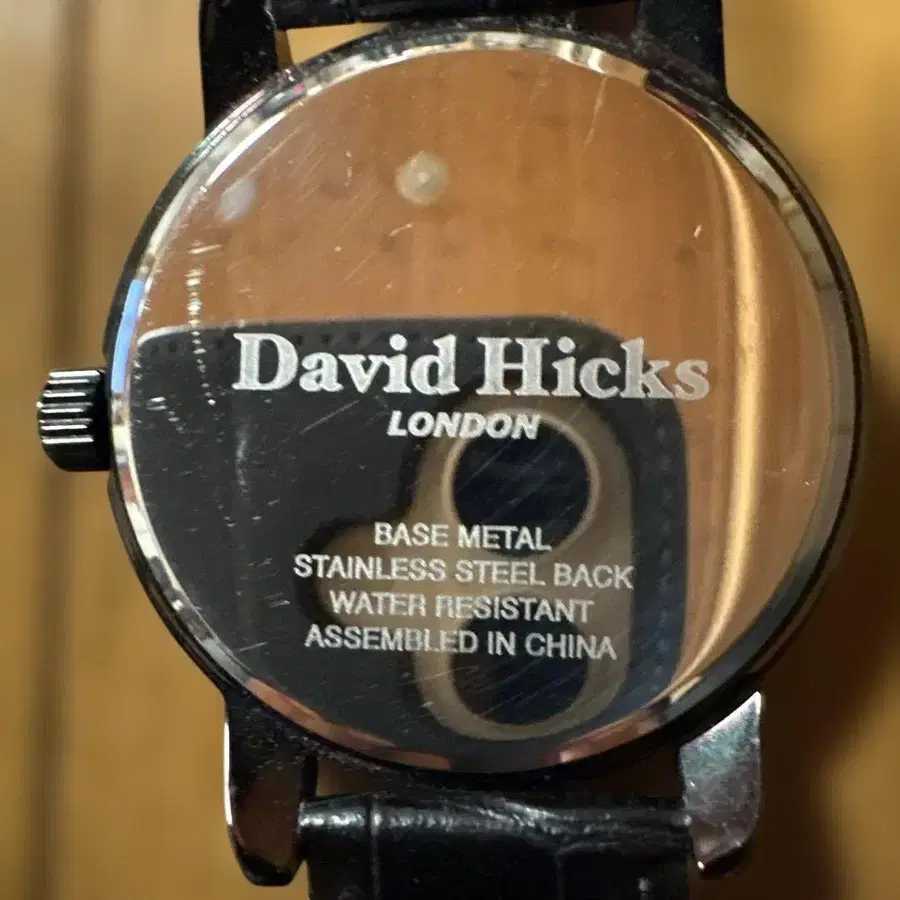 David Hicks
LONDON
BASE METAL
STAINLESS STEEL BACK
WATER RESISTANT
ASSEMBLED IN CHINA